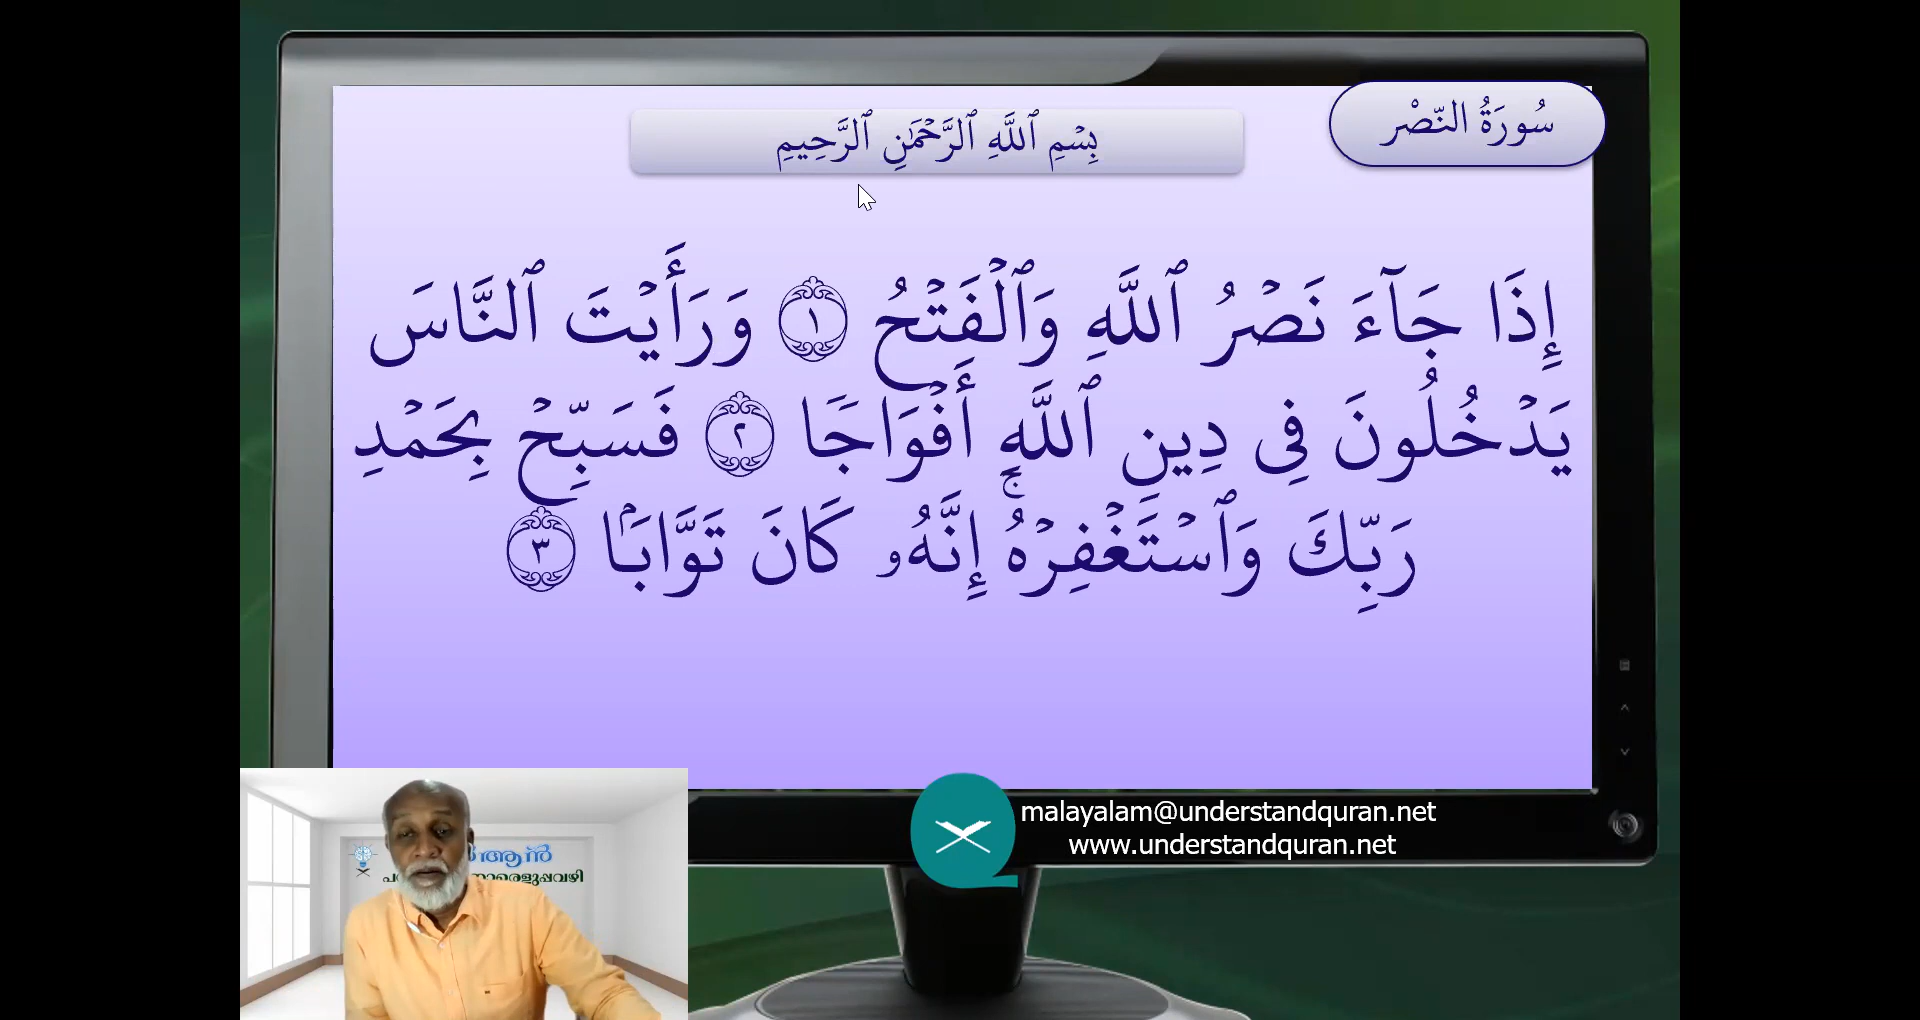 سُورَةُ النَّصْر
بِسۡمِ ٱللَّهِ ٱلرَّحۡمَٰنِ ٱلرَّحِيمِ
إِذَا جَآءَ نَصۡرُ ٱللَّهِ وَٱلۡفَتۡحُ ١ وَرَأَيۡتَ ٱلنَّاسَ
يَدۡخُلُونَ فِي دِينِ ٱللَّهِ أَفۡوَاجٗا ٢ فَسَبِّحۡ بِحَمۡدِ
رَبِّكَ وَٱسۡتَغۡفِرۡهُۚ إِنَّهُۥ كَانَ تَوَّابَۢا ٣
malayalam@understandquran.net
www.understandquran.net